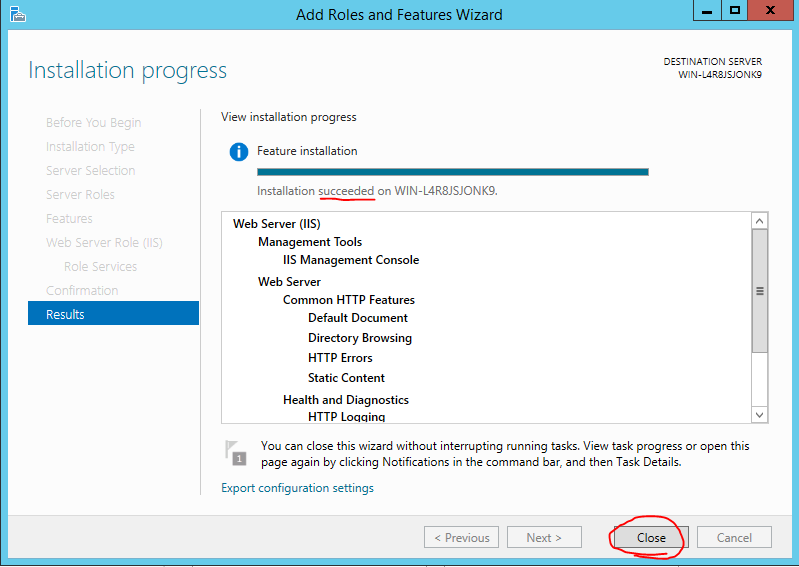 Add Roles and Features Wizard
Installation progress
DESTINATION SERVER
WIN-L4R8JSJONK9
Before You Begin
Installation Type
Server Selection
Server Roles
Features
Web Server Role (IIS)
Role Services
Confirmation
Results
View installation progress
Feature installation
Installation succeeded on WIN-L4R8JSJONK9.
Web Server (IIS)
Management Tools
IIS Management Console
Web Server
Common HTTP Features
Default Document
Directory Browsing
HTTP Errors
Static Content
Health and Diagnostics
HTTP Logging
1
You can close this wizard without interrupting running tasks. View task progress or open this
page again by clicking Notifications in the command bar, and then Task Details.
Export configuration settings
< Previous
Next >
Close
Cancel